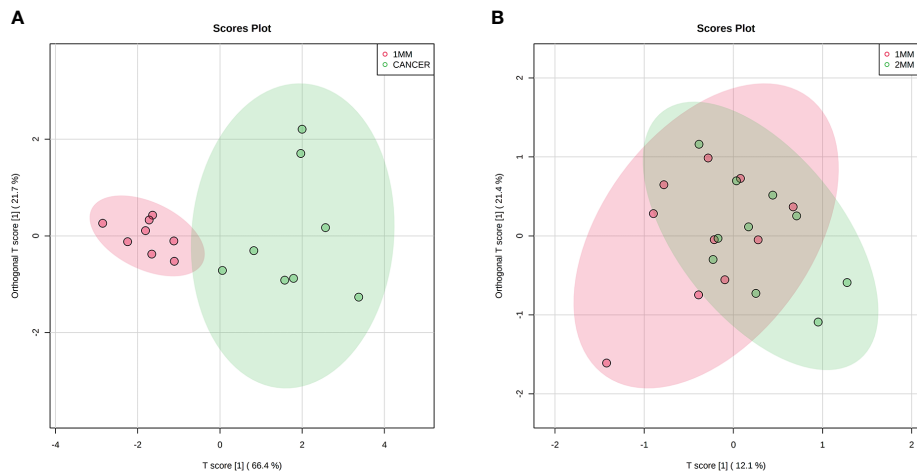 A
Scores Plot
1MM
CANCER
Orthogonal T score [1] ( 21.7 %)
2
0
-2
-4
-2
0
2
4
T score [1] ( 66.4 %)
B
Scores Plot
1MM
2MM
Orthogonal T score [1] ( 21.4 %)
2
1
0
-1
-2
-2
-1
0
1
2
T score [1] ( 12.1 %)